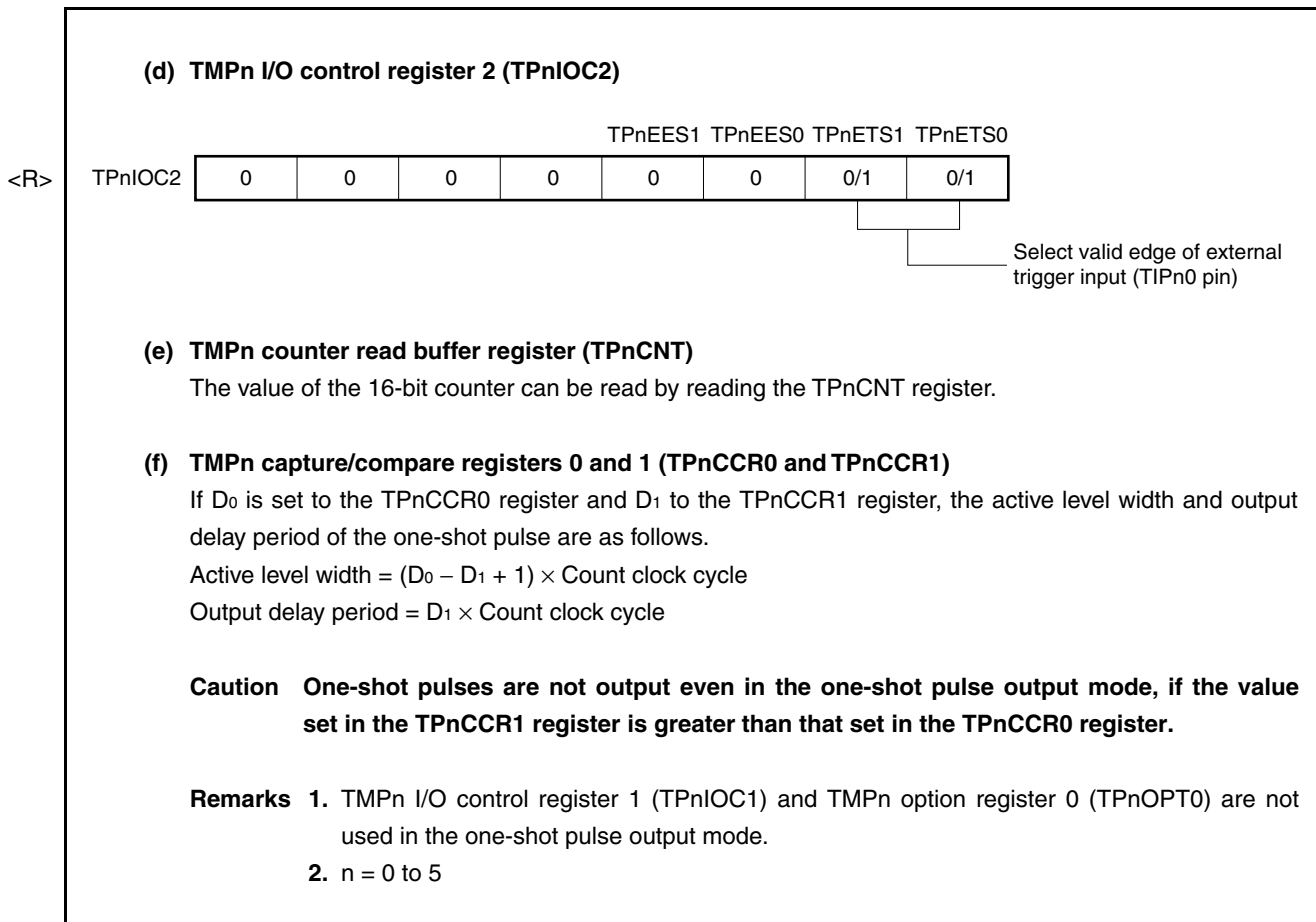 (d) TMPn I/O control register 2 (TPnIOC2)
TPnEES1 TPnEES0 TPnETS1 TPnETS0
<R> TPnIOC2 0 0 0 0 0 0 0/1 0/1
Select valid edge of external
trigger input (TIPn0 pin)
(e) TMPn counter read buffer register (TPnCNT)
The value of the 16-bit counter can be read by reading the TPnCNT register.
(f) TMPn capture/compare registers 0 and 1 (TPnCCR0 and TPnCCR1)
If D0 is set to the TPnCCR0 register and D1 to the TPnCCR1 register, the active level width and output
delay period of the one-shot pulse are as follows.
Active level width = (D0 − D1 + 1) × Count clock cycle
Output delay period = D1 × Count clock cycle
Caution One-shot pulses are not output even in the one-shot pulse output mode, if the value
set in the TPnCCR1 register is greater than that set in the TPnCCR0 register.
Remarks 1. TMPn I/O control register 1 (TPnIOC1) and TMPn option register 0 (TPnOPT0) are not
used in the one-shot pulse output mode.
2. n = 0 to 5